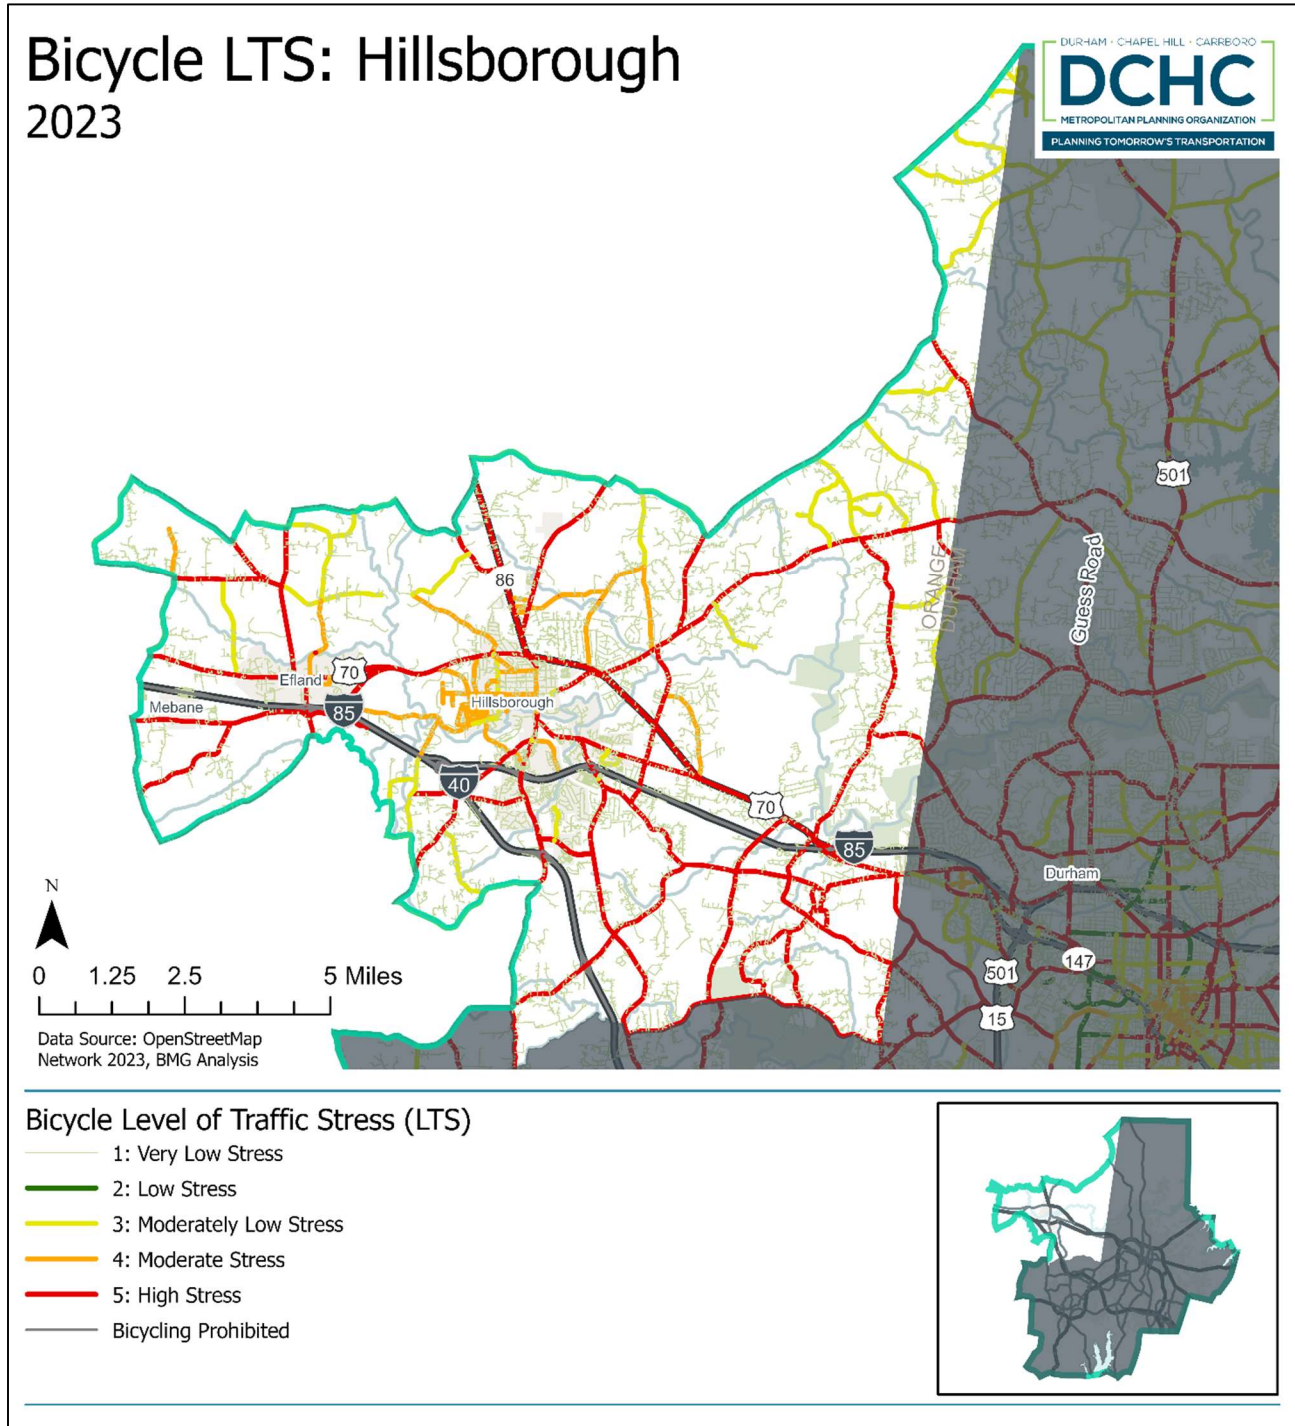 Bicycle LTS: Hillsborough
2023
DURHAM · CHAPEL HILL · CARRBORO
DCHC
METROPOLITAN PLANNING ORGANIZATION
PLANNING TOMORROW'S TRANSPORTATION
501
86
ORANGE
DURHAM
Guess Road
70
Efland
Mebane
85
Hillsborough
40
70
85
Durham
147
501
15
N
0 1.25 2.5 5 Miles
Data Source: OpenStreetMap
Network 2023, BMG Analysis
Bicycle Level of Traffic Stress (LTS)
1: Very Low Stress
2: Low Stress
3: Moderately Low Stress
4: Moderate Stress
5: High Stress
Bicycling Prohibited